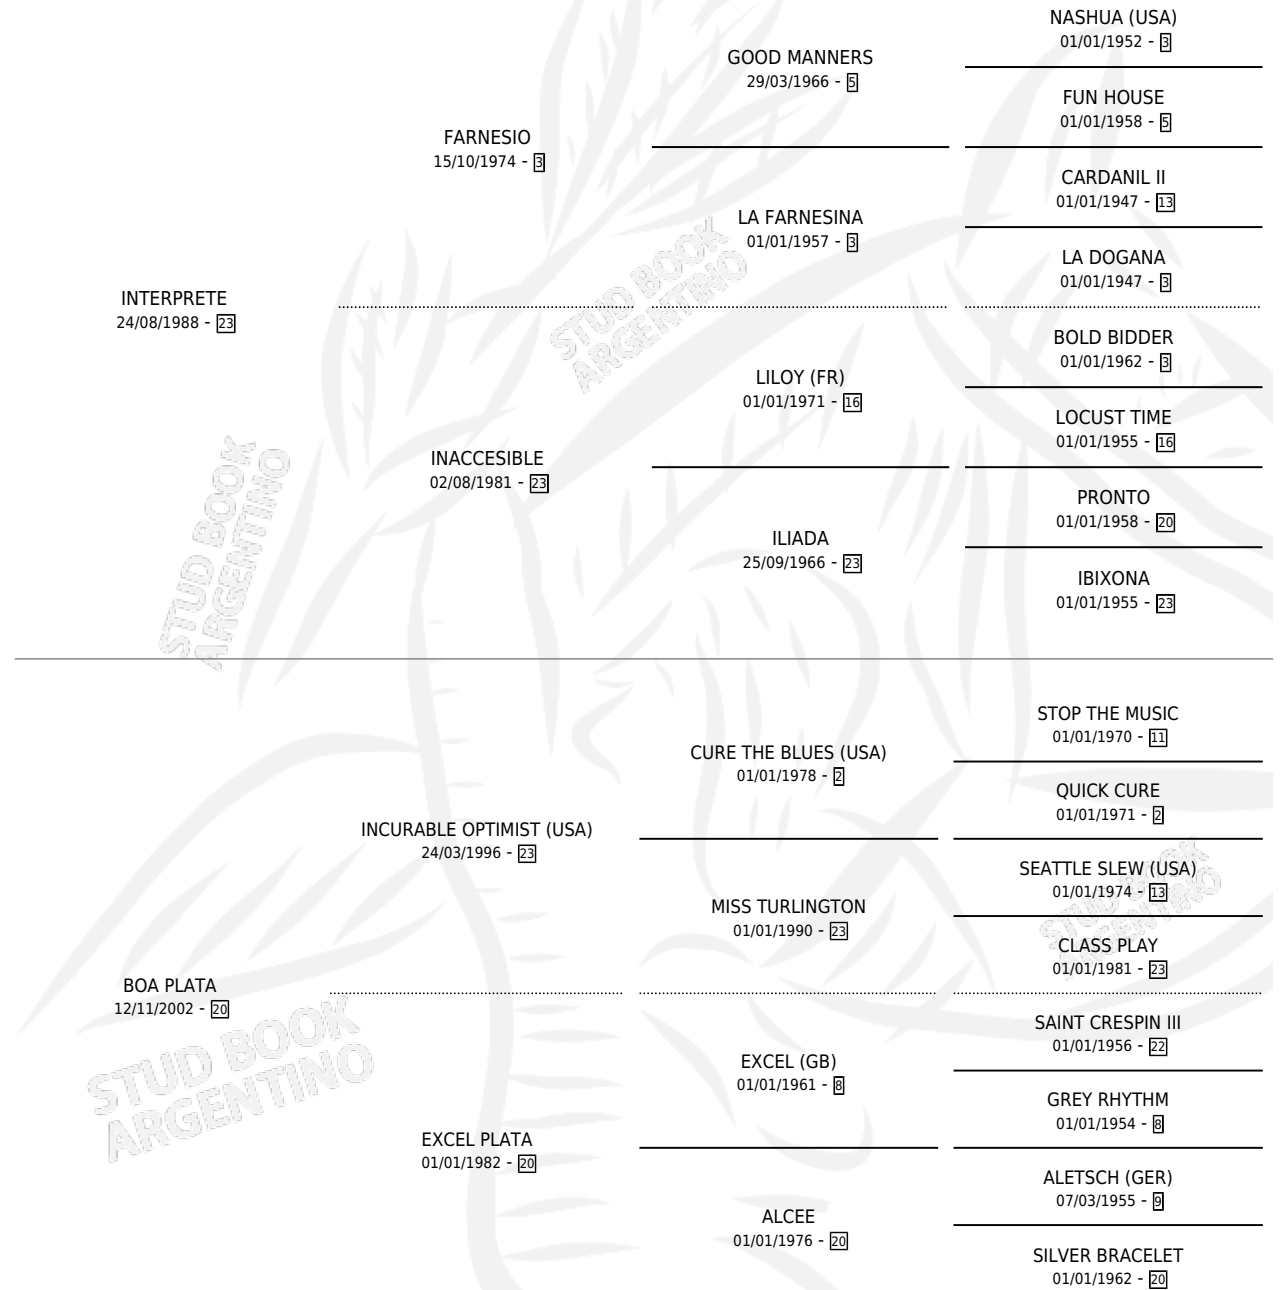 NASHUA (USA)
01/01/1952 - 3
GOOD MANNERS
29/03/1966 - 5
FUN HOUSE
01/01/1958 - 5
FARNESIO
15/10/1974 - 3
CARDANIL II
01/01/1947 - 13
LA FARNESINA
01/01/1957 - 3
LA DOGANA
01/01/1947 - 3
INTERPRETE
24/08/1988 - 23
BOLD BIDDER
01/01/1962 - 3
LILOY (FR)
01/01/1971 - 16
LOCUST TIME
01/01/1955 - 16
INACCESIBLE
02/08/1981 - 23
PRONTO
01/01/1958 - 20
ILIADA
25/09/1966 - 23
IBIXONA
01/01/1955 - 23
STUD BOOK
ARGENTINO
STUD BOOK
ARGENTINO
STOP THE MUSIC
01/01/1970 - 11
CURE THE BLUES (USA)
01/01/1978 - 2
QUICK CURE
01/01/1971 - 2
INCURABLE OPTIMIST (USA)
24/03/1996 - 23
SEATTLE SLEW (USA)
01/01/1974 - 13
MISS TURLINGTON
01/01/1990 - 23
CLASS PLAY
01/01/1981 - 23
STUD BOOK
ARGENTINO
BOA PLATA
12/11/2002 - 20
SAINT CRESPIN III
01/01/1956 - 22
EXCEL (GB)
01/01/1961 - 8
GREY RHYTHM
01/01/1954 - 8
STUD BOOK
ARGENTINO
EXCEL PLATA
01/01/1982 - 20
ALETSCH (GER)
07/03/1955 - 9
ALCEE
01/01/1976 - 20
SILVER BRACELET
01/01/1962 - 20